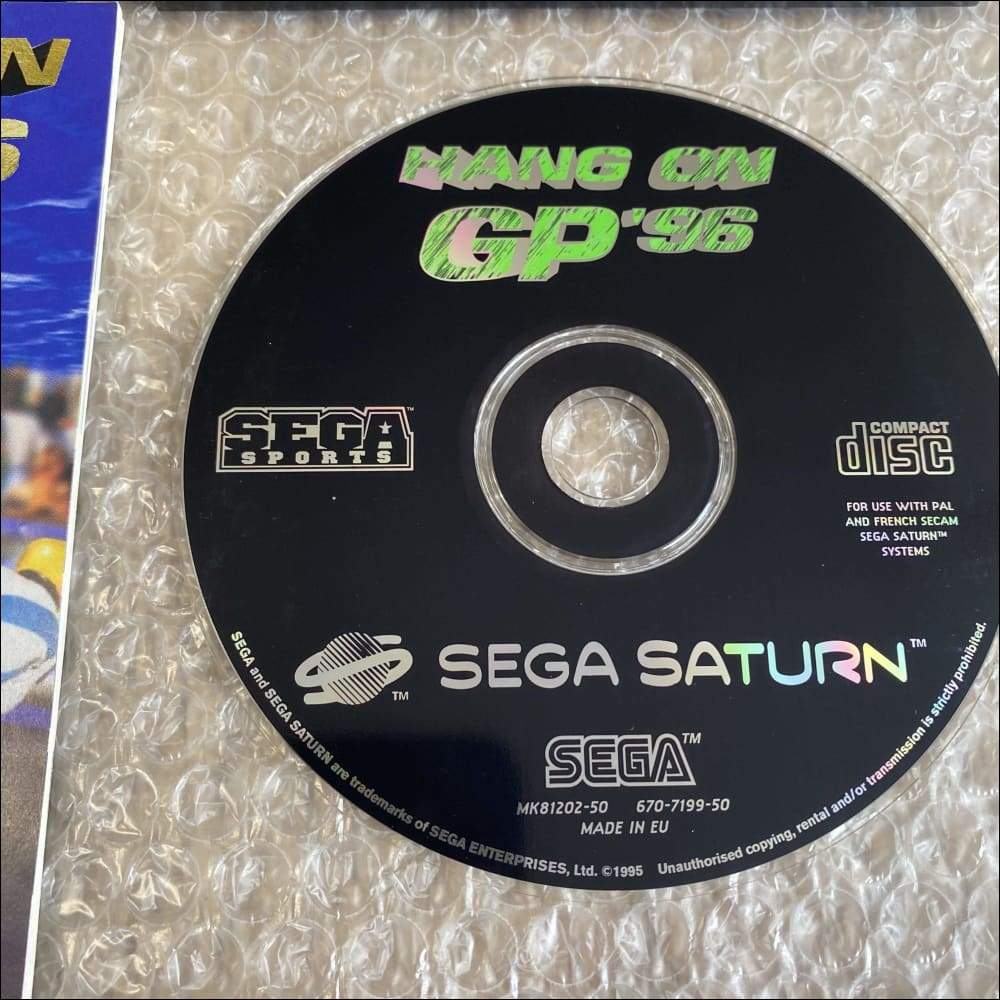 HANG ON
GP '96
SEGA™
SPORTS
COMPACT
disc
FOR USE WITH PAL
AND FRENCH SECAM
SEGA SATURN™
SYSTEMS
TM
SEGA SATURN™
SEGA™
MK81202-50 670-7199-50
MADE IN EU
SEGA and SEGA SATURN are trademarks of SEGA ENTERPRISES, Ltd. ©1995 Unauthorised copying, rental and/or transmission is strictly prohibited.